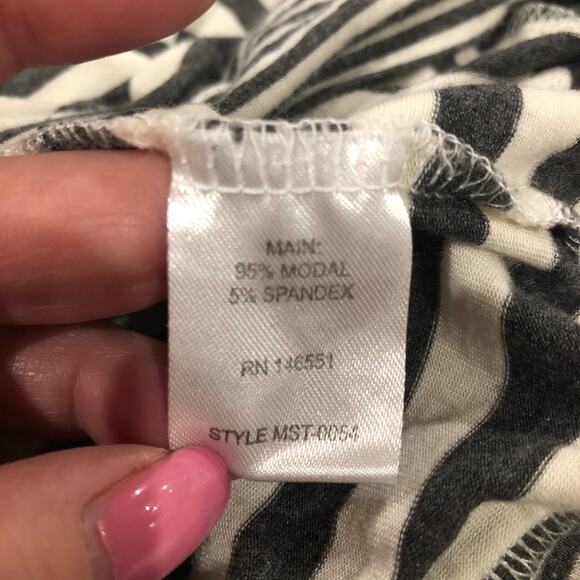 MAIN:
95% MODAL
5% SPANDEX
RN 146551
STYLE MST-0054